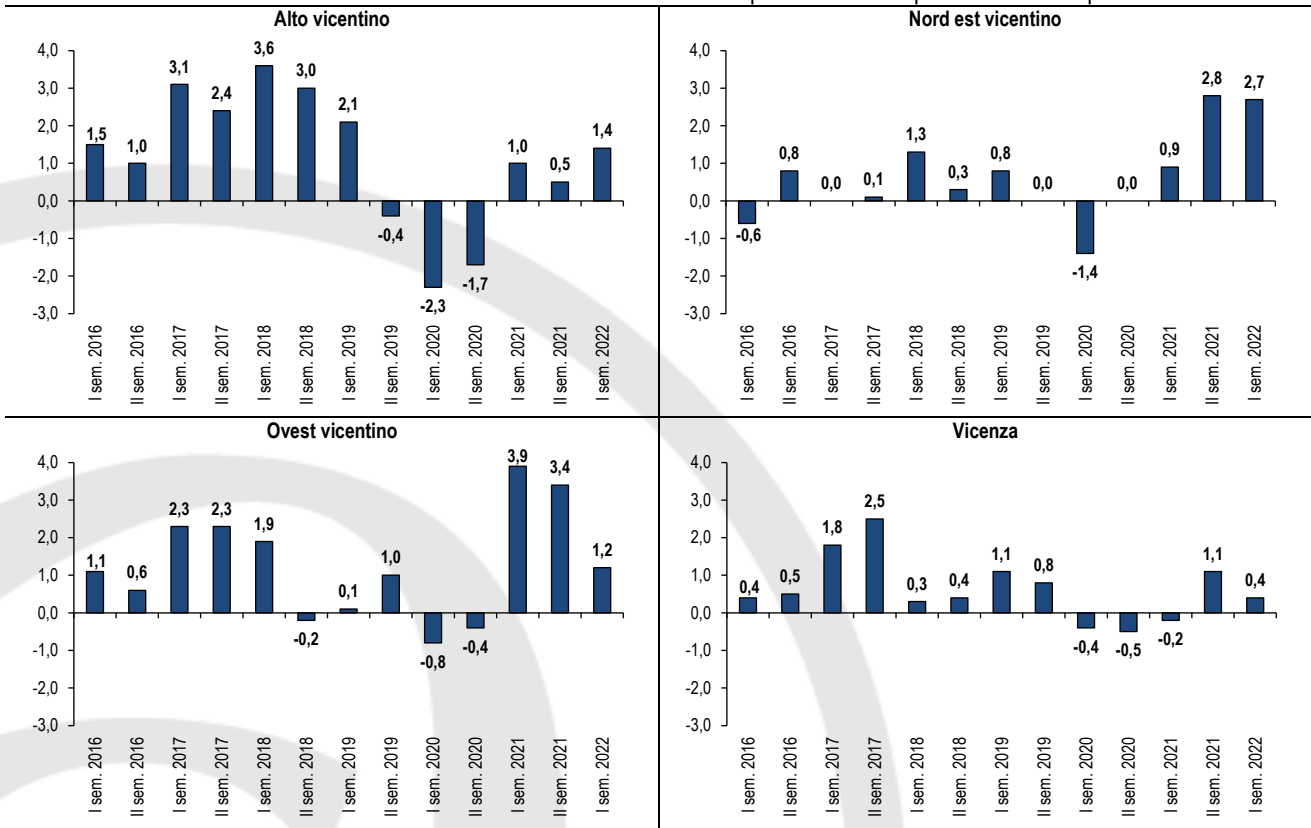 Alto vicentino
4,0
3,0
2,0
1,0
0,0
-1,0
-2,0
-3,0
1,5
1,0
3,1
2,4
3,6
3,0
2,1
-0,4
-2,3
-1,7
1,0
0,5
1,4
I sem. 2016
II sem. 2016
I sem. 2017
II sem. 2017
I sem. 2018
II sem. 2018
I sem. 2019
II sem. 2019
I sem. 2020
II sem. 2020
I sem. 2021
II sem. 2021
I sem. 2022
Nord est vicentino
4,0
3,0
2,0
1,0
0,0
-1,0
-2,0
-3,0
-0,6
0,8
0,0
0,1
1,3
0,3
0,8
0,0
-1,4
0,0
0,9
2,8
2,7
I sem. 2016
II sem. 2016
I sem. 2017
II sem. 2017
I sem. 2018
II sem. 2018
I sem. 2019
II sem. 2019
I sem. 2020
II sem. 2020
I sem. 2021
II sem. 2021
I sem. 2022
Ovest vicentino
4,0
3,0
2,0
1,0
0,0
-1,0
-2,0
-3,0
1,1
0,6
2,3
2,3
1,9
-0,2
0,1
1,0
-0,8
-0,4
3,9
3,4
1,2
I sem. 2016
II sem. 2016
I sem. 2017
II sem. 2017
I sem. 2018
II sem. 2018
I sem. 2019
II sem. 2019
I sem. 2020
II sem. 2020
I sem. 2021
II sem. 2021
I sem. 2022
Vicenza
4,0
3,0
2,0
1,0
0,0
-1,0
-2,0
-3,0
0,4
0,5
1,8
2,5
0,3
0,4
1,1
0,8
-0,4
-0,5
-0,2
1,1
0,4
I sem. 2016
II sem. 2016
I sem. 2017
II sem. 2017
I sem. 2018
II sem. 2018
I sem. 2019
II sem. 2019
I sem. 2020
II sem. 2020
I sem. 2021
II sem. 2021
I sem. 2022